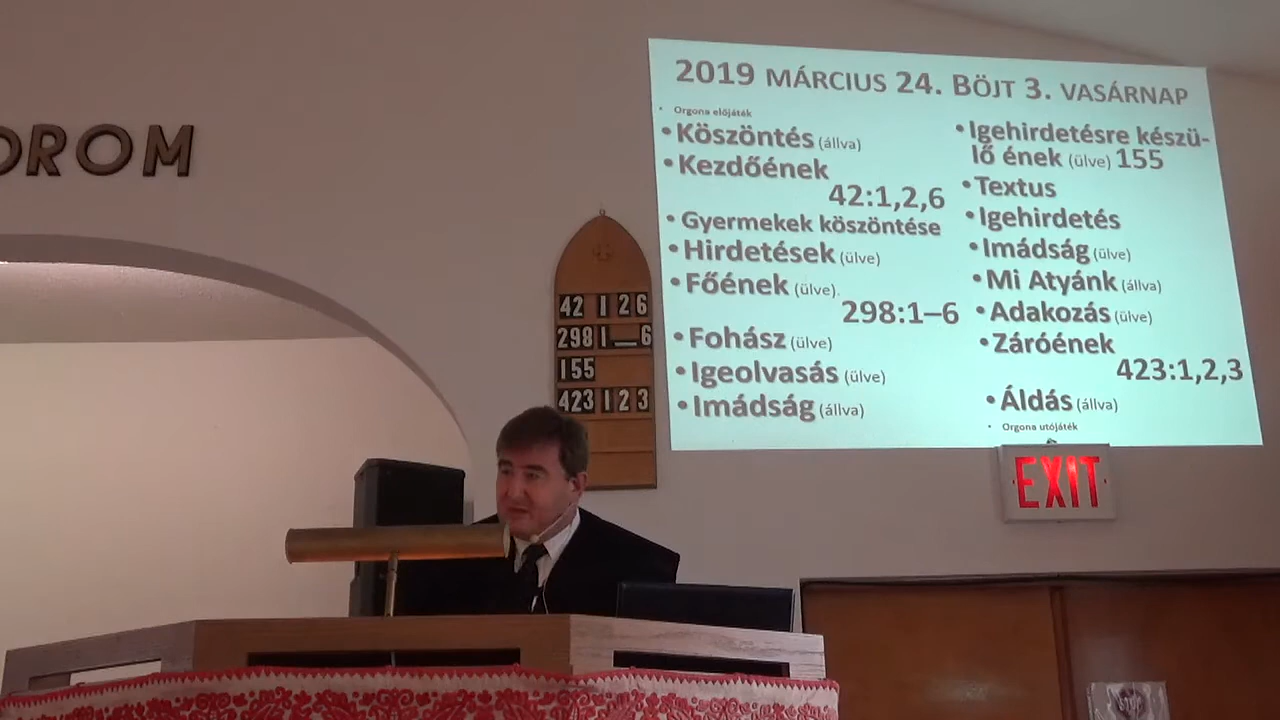 OROM
2019 MÁRCIUS 24. BÖJT 3. VASÁRNAP
• Orgona előjáték
• Köszöntés (állva)
• Kezdőének
42:1,2,6
• Gyermekek köszöntése
• Hirdetések (ülve)
• Főének (ülve).
298:1–6
• Fohász (ülve)
• Igeolvasás (ülve)
• Imádság (állva)
• Igehirdetésre készü-
lő ének (ülve) 155
• Textus
• Igehirdetés
• Imádság (ülve)
• Mi Atyánk (állva)
• Adakozás (ülve)
• Záróének
423:1,2,3
• Áldás (állva)
• Orgona utójáték
42 1 2 6
298 1 — 6
155
423 1 2 3
EXIT
STOP